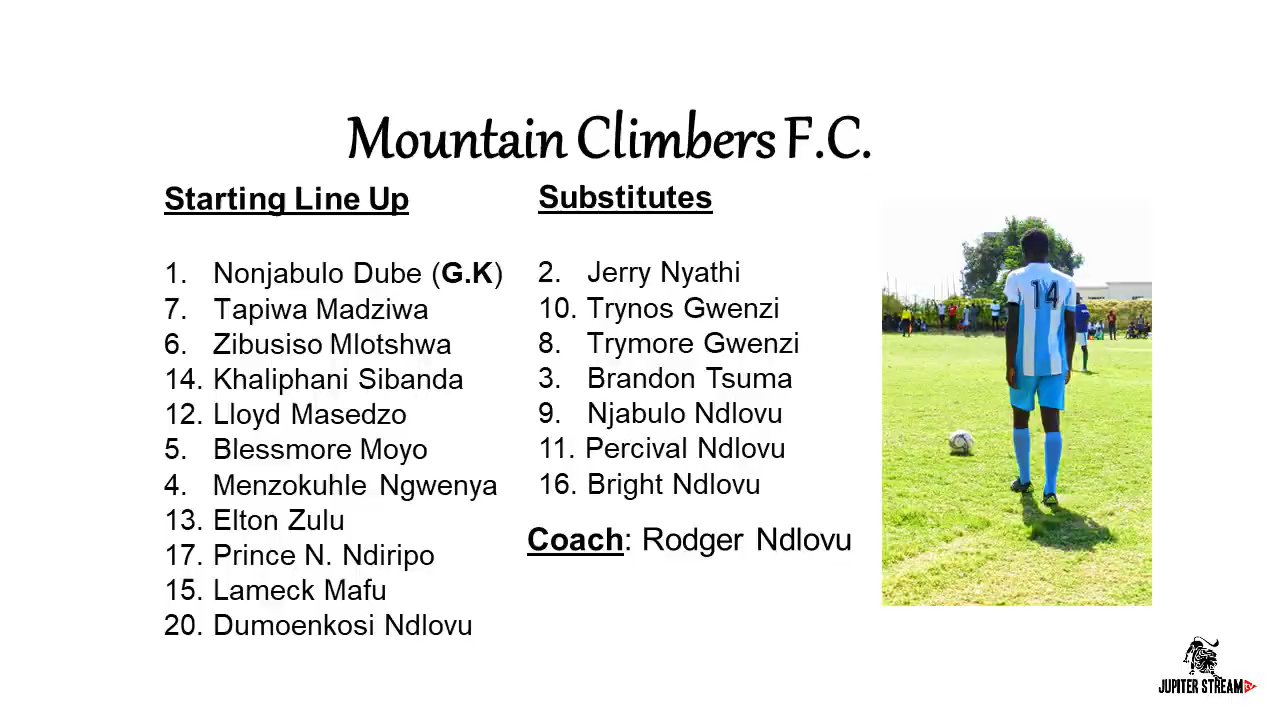 Mountain Climbers F.C.
Starting Line Up
1. Nonjabulo Dube (G.K)
7. Tapiwa Madziwa
6. Zibusiso Mlotshwa
14. Khaliphani Sibanda
12. Lloyd Masedzo
5. Blessmore Moyo
4. Menzokuhle Ngwenya
13. Elton Zulu
17. Prince N. Ndiripo
15. Lameck Mafu
20. Dumoenkosi Ndlovu
Substitutes
2. Jerry Nyathi
10. Trynos Gwenzi
8. Trymore Gwenzi
3. Brandon Tsuma
9. Njabulo Ndlovu
11. Percival Ndlovu
16. Bright Ndlovu
Coach: Rodger Ndlovu
14
JUPITER STREAM TV